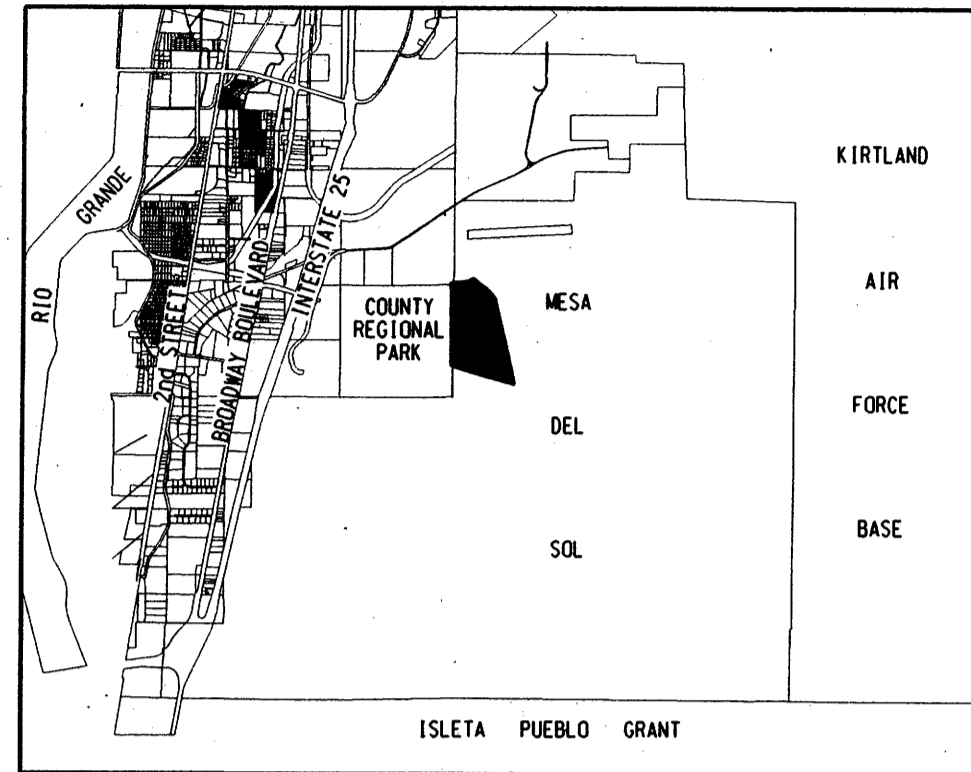 KIRTLAND
AIR
FORCE
BASE
RIO GRANDE
2nd STREET
BROADWAY BOULEVARD
INTERSTATE 25
COUNTY
REGIONAL
PARK
MESA
DEL
SOL
ISLETA PUEBLO GRANT